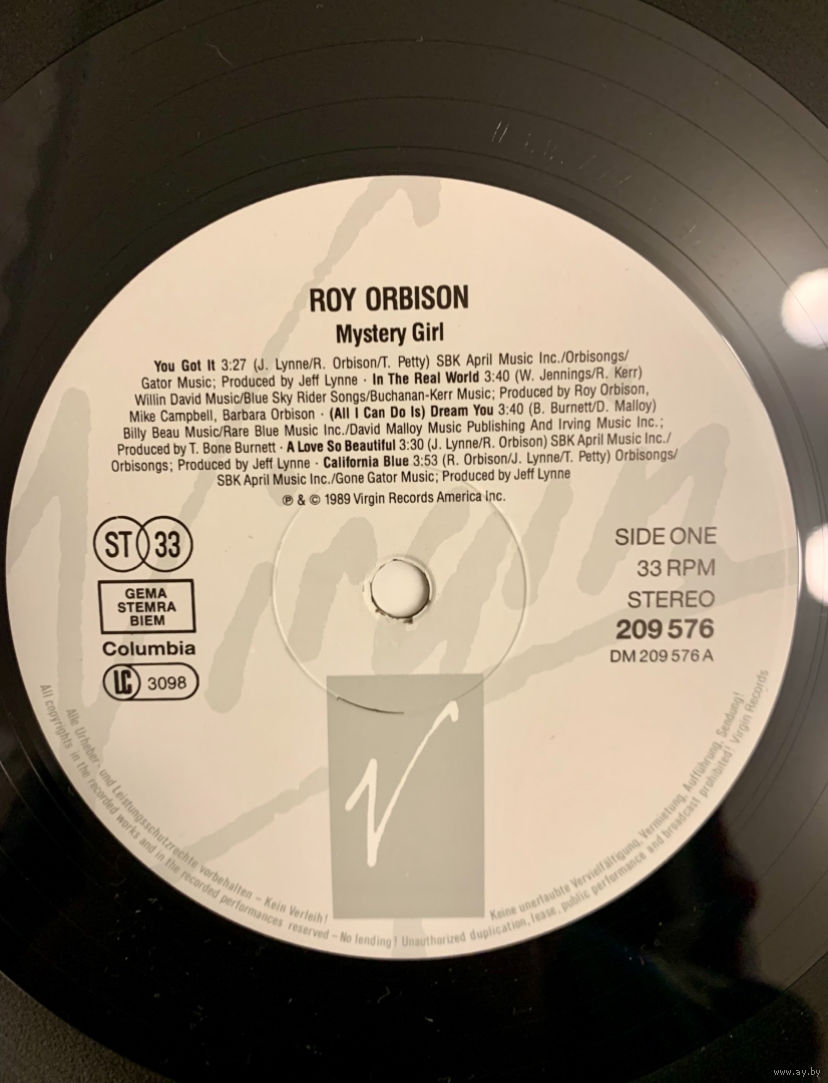 ROY ORBISON
Mystery Girl
You Got It 3:27 (J. Lynne/R. Orbison/T. Petty) SBK April Music Inc./Orbisongs/
Gator Music; Produced by Jeff Lynne · In The Real World 3:40 (W. Jennings/R. Kerr)
Willin David Music/Blue Sky Rider Songs/Buchanan-Kerr Music; Produced by Roy Orbison,
Mike Campbell, Barbara Orbison · (All I Can Do Is) Dream You 3:40 (B. Burnett/D. Malloy)
Billy Beau Music/Rare Blue Music Inc./David Malloy Music Publishing And Irving Music Inc.;
Produced by T. Bone Burnett · A Love So Beautiful 3:30 (J. Lynne/R. Orbison) SBK April Music Inc./
Orbisongs; Produced by Jeff Lynne · California Blue 3:53 (R. Orbison/J. Lynne/T. Petty) Orbisongs/
SBK April Music Inc./Gone Gator Music; Produced by Jeff Lynne
℗ & © 1989 Virgin Records America Inc.
Virgin
ST 33
GEMA
STEMRA
BIEM
Columbia
LC 3098
SIDE ONE
33 RPM
STEREO
209 576
DM 209 576 A
V
Alle Urheber- und Leistungsschutzrechte vorbehalten – Kein Verleih! Keine unerlaubte Vervielfältigung, Vermietung, Aufführung, Sendung!
All copyrights in the recorded works and in the recorded performances reserved – No lending! Unauthorized duplication, lease, public performance and broadcast prohibited! Virgin Records
www.ay.by